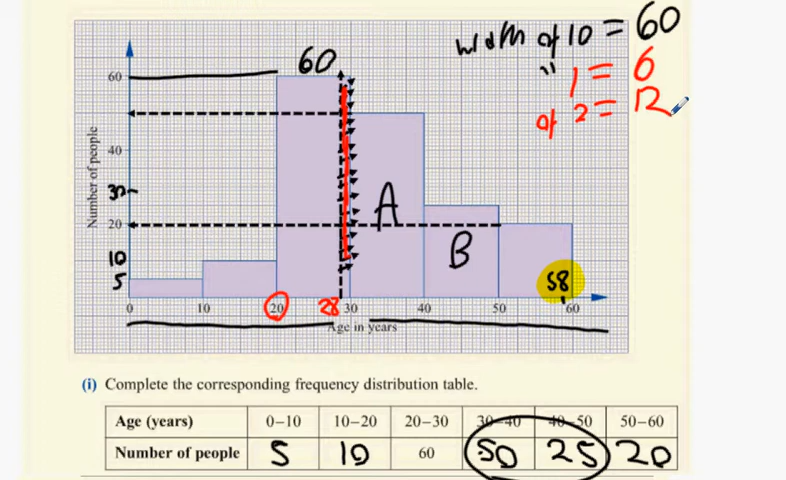 width of 10 = 60
" 1 = 6
of 2 = 12
60
60
Number of people
40
30
20
10
5
A
B
58
0 10 20 28 30 40 50 60
Age in years
(i) Complete the corresponding frequency distribution table.
Age (years) 0–10 10–20 20–30 30–40 40–50 50–60
Number of people 5 10 60 50 25 20